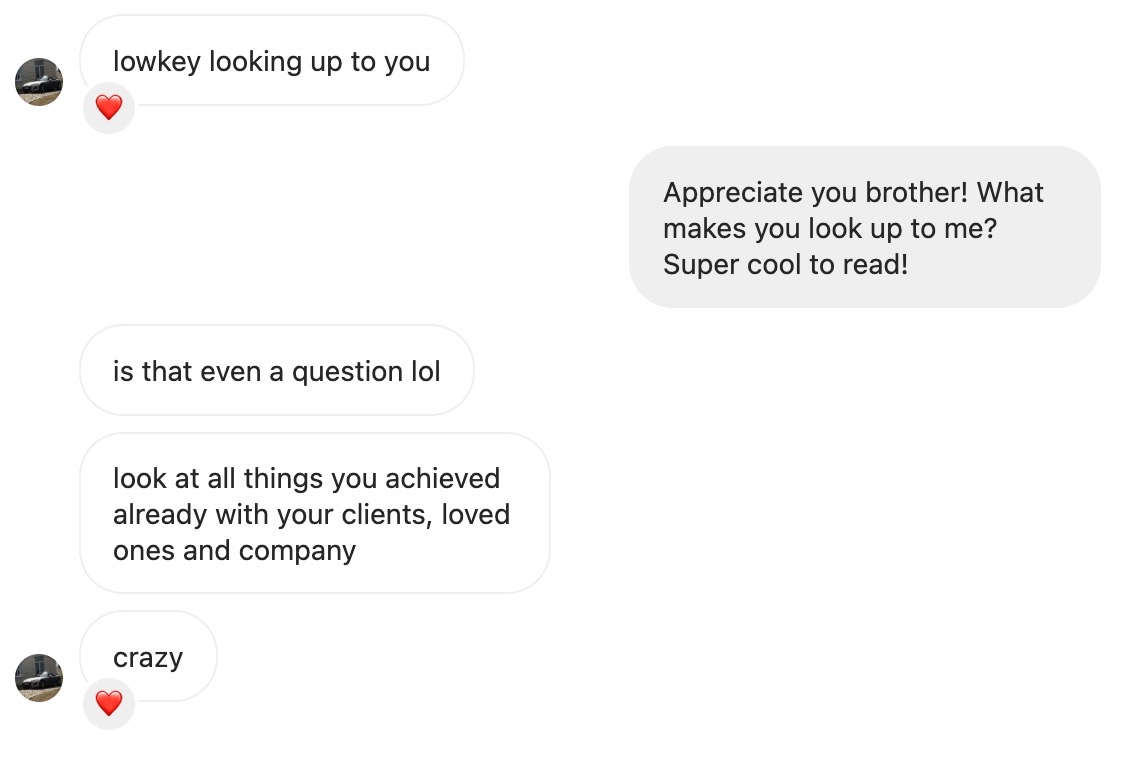 lowkey looking up to you
Appreciate you brother! What
makes you look up to me?
Super cool to read!
is that even a question lol
look at all things you achieved
already with your clients, loved
ones and company
crazy